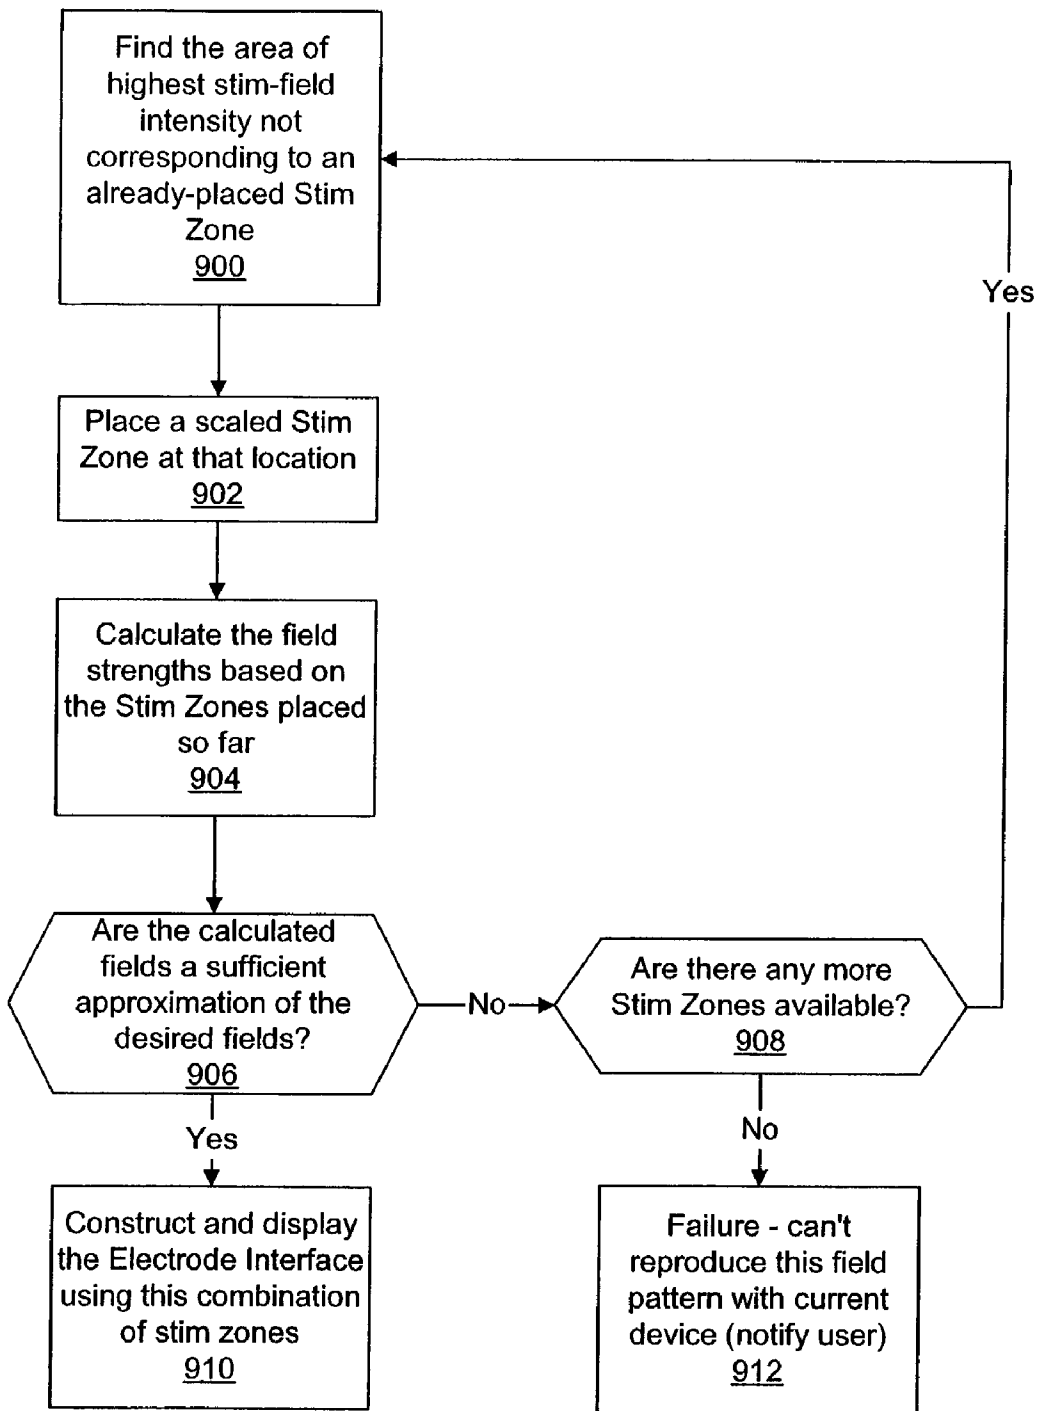 Find the area of
highest stim-field
intensity not
corresponding to an
already-placed Stim
Zone
900
Yes
Place a scaled Stim
Zone at that location
902
Calculate the field
strengths based on
the Stim Zones placed
so far
904
Are the calculated
fields a sufficient
approximation of the
desired fields?
906
No
Are there any more
Stim Zones available?
908
Yes
No
Construct and display
the Electrode Interface
using this combination
of stim zones
910
Failure - can't
reproduce this field
pattern with current
device (notify user)
912